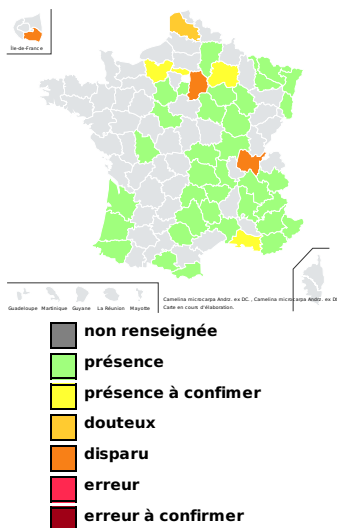 Île-de-France
Guadeloupe Martinique Guyane La Réunion Mayotte
Camelina microcarpa Andrz. ex DC. , Camelina microcarpa Andrz. ex DC
Carte en cours d'élaboration.
non renseignée
présence
présence à confimer
douteux
disparu
erreur
erreur à confirmer